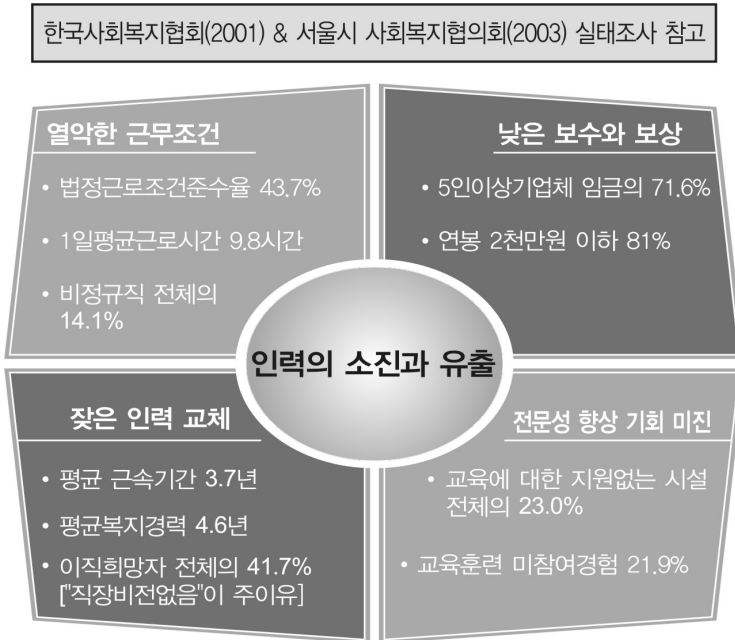 한국사회복지협회(2001) & 서울시 사회복지협의회(2003) 실태조사 참고
열악한 근무조건
• 법정근로조건준수율 43.7%
• 1일평균근로시간 9.8시간
• 비정규직 전체의
14.1%
낮은 보수와 보상
• 5인이상기업체 임금의 71.6%
• 연봉 2천만원 이하 81%
인력의 소진과 유출
잦은 인력 교체
• 평균 근속기간 3.7년
• 평균복지경력 4.6년
• 이직희망자 전체의 41.7%
["직장비전없음"이 주이유]
전문성 향상 기회 미진
• 교육에 대한 지원없는 시설
전체의 23.0%
• 교육훈련 미참여경험 21.9%